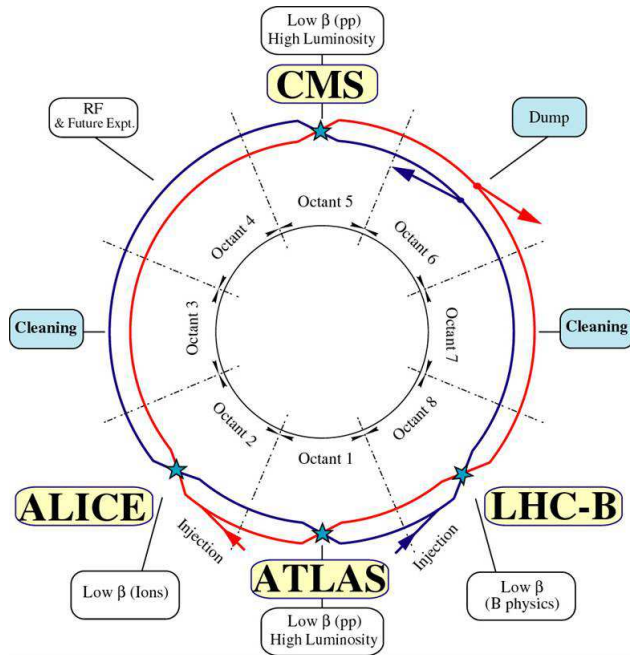 Low β (pp)
High Luminosity
CMS
RF
& Future Expt.
Dump
Octant 5
Octant 4
Octant 6
Octant 3
Octant 7
Cleaning
Cleaning
Octant 2
Octant 8
Octant 1
ALICE
LHC-B
Injection
Injection
ATLAS
Low β (Ions)
Low β
(B physics)
Low β (pp)
High Luminosity